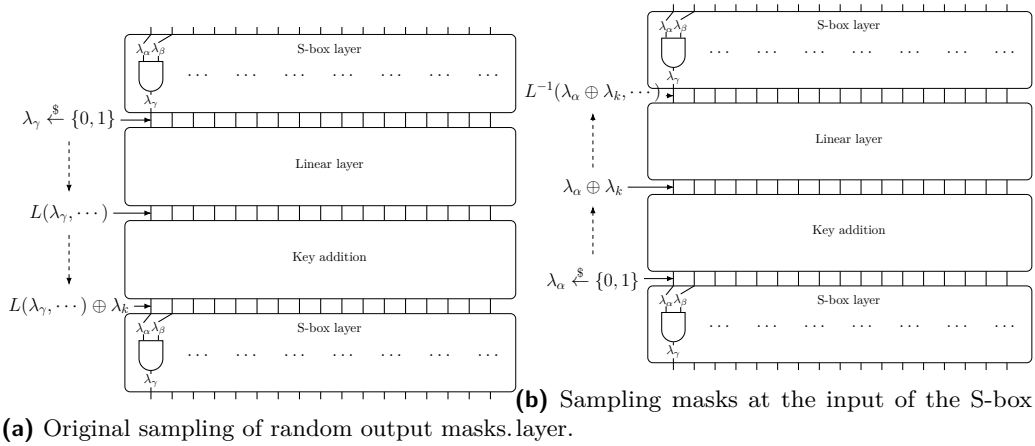 S-box layer
λα λβ
... ... ... ... ... ... ...
λγ
λγ ←$ {0, 1}
Linear layer
L(λγ, ···)
Key addition
L(λγ, ···) ⊕ λk
S-box layer
λα λβ
... ... ... ... ... ... ...
λγ
(a) Original sampling of random output masks.
S-box layer
λα λβ
... ... ... ... ... ... ...
λγ
L⁻¹(λα ⊕ λk, ···)
Linear layer
λα ⊕ λk
Key addition
λα ←$ {0, 1}
S-box layer
λα λβ
... ... ... ... ... ... ...
λγ
(b) Sampling masks at the input of the S-box
layer.